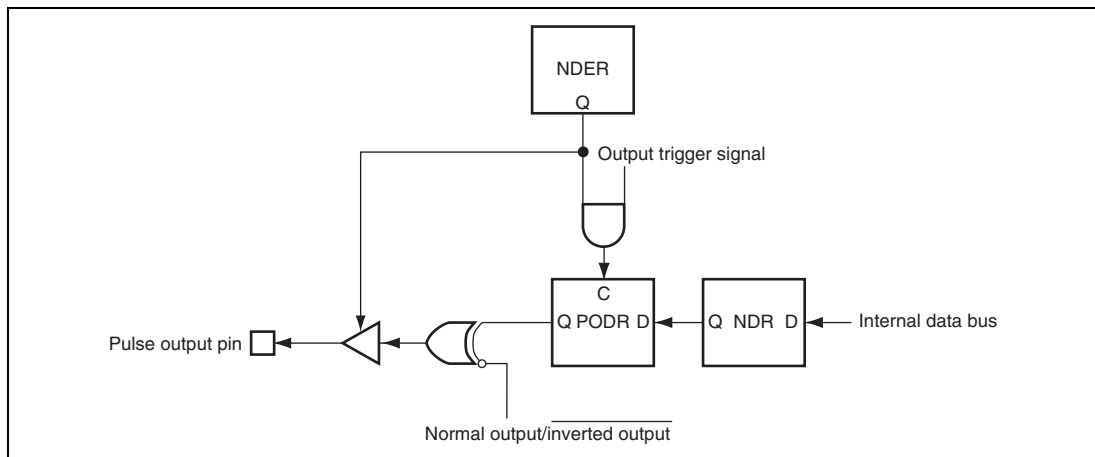 NDER
Q
Output trigger signal
C
Q PODR D
Q NDR D
Internal data bus
Pulse output pin
Normal output/inverted output